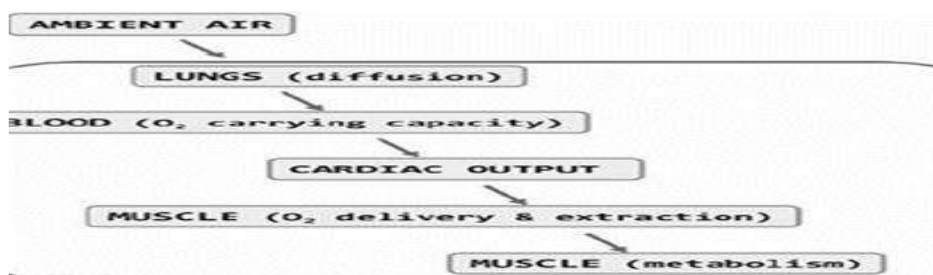 AMBIENT AIR
LUNGS (diffusion)
BLOOD (O₂ carrying capacity)
CARDIAC OUTPUT
MUSCLE (O₂ delivery & extraction)
MUSCLE (metabolism)